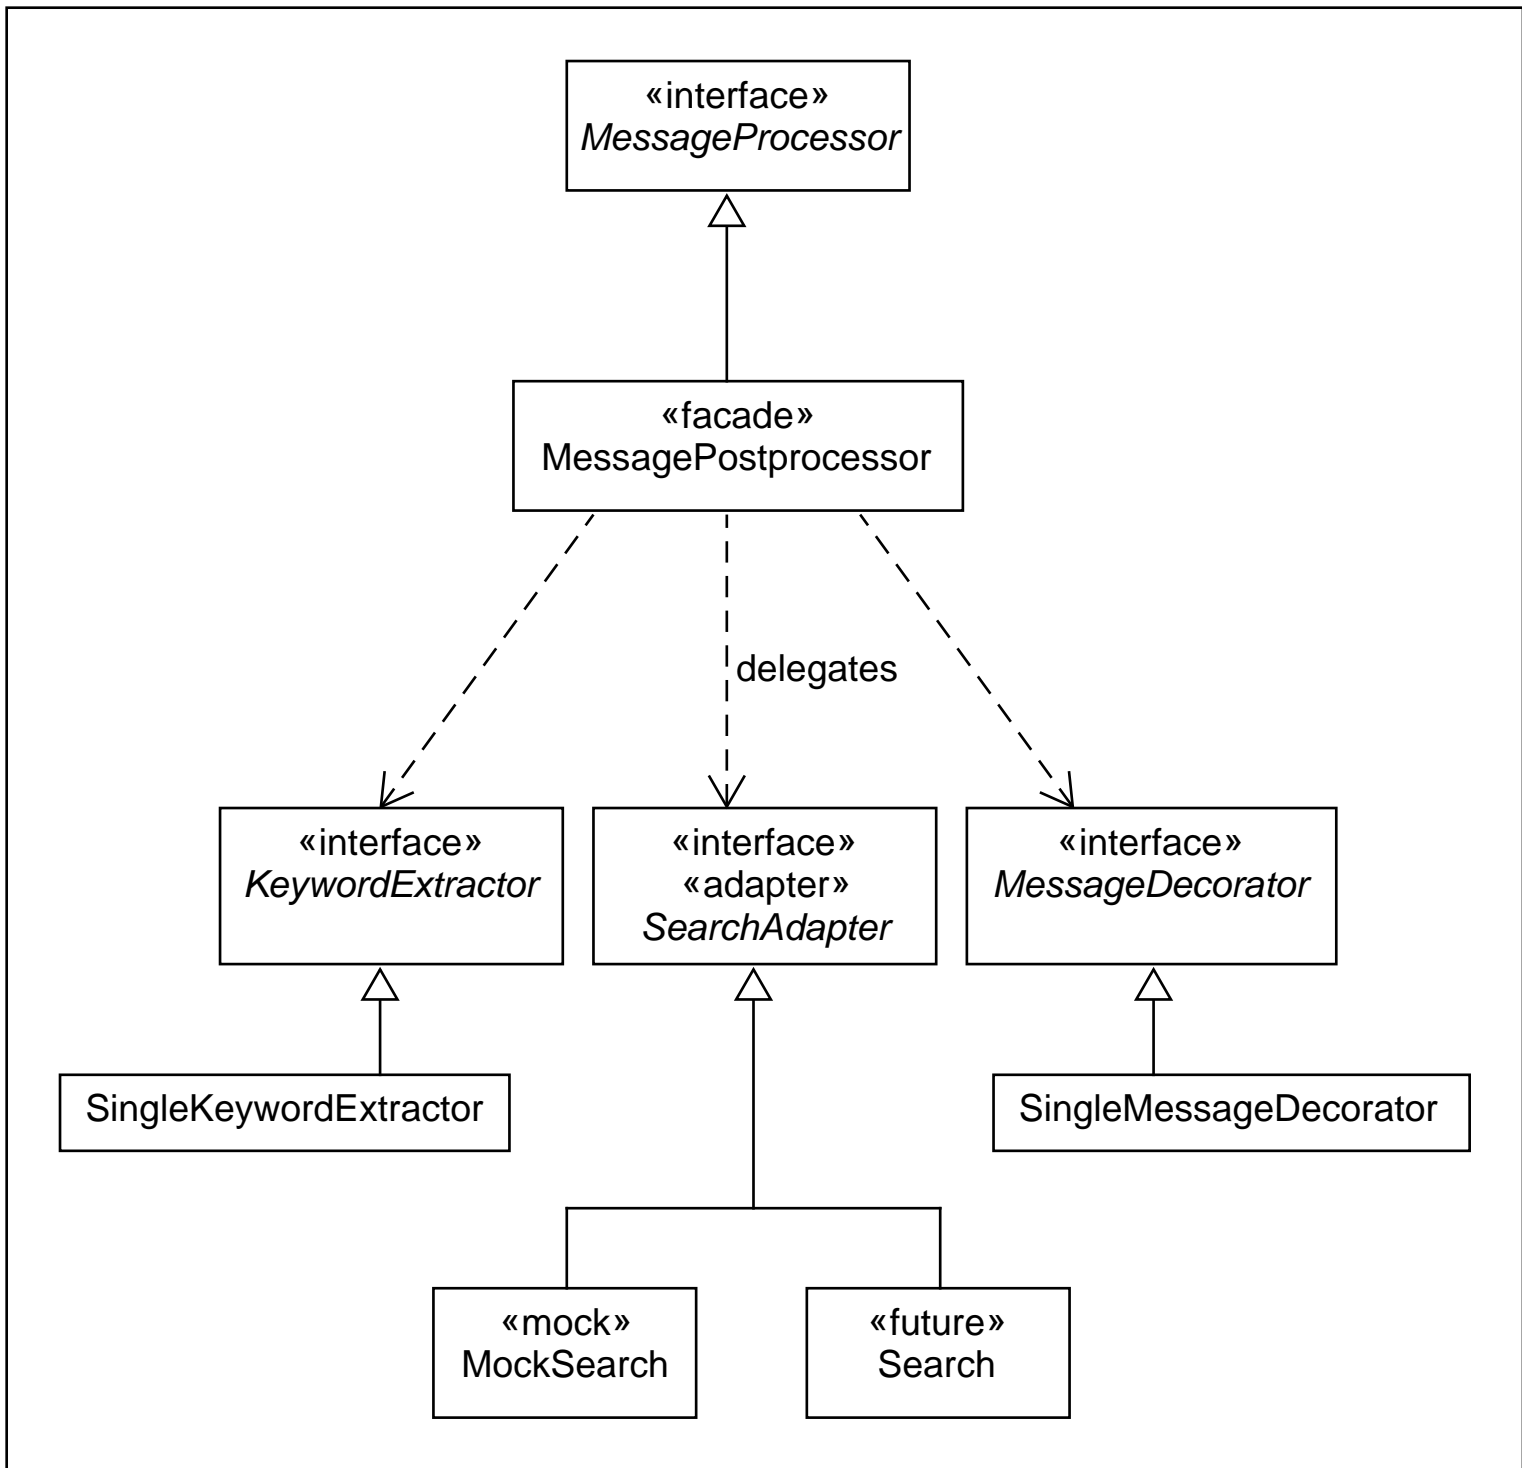 «interface»
MessageProcessor
«facade»
MessagePostprocessor
delegates
«interface»
KeywordExtractor
«interface»
«adapter»
SearchAdapter
«interface»
MessageDecorator
SingleKeywordExtractor
SingleMessageDecorator
«mock»
MockSearch
«future»
Search